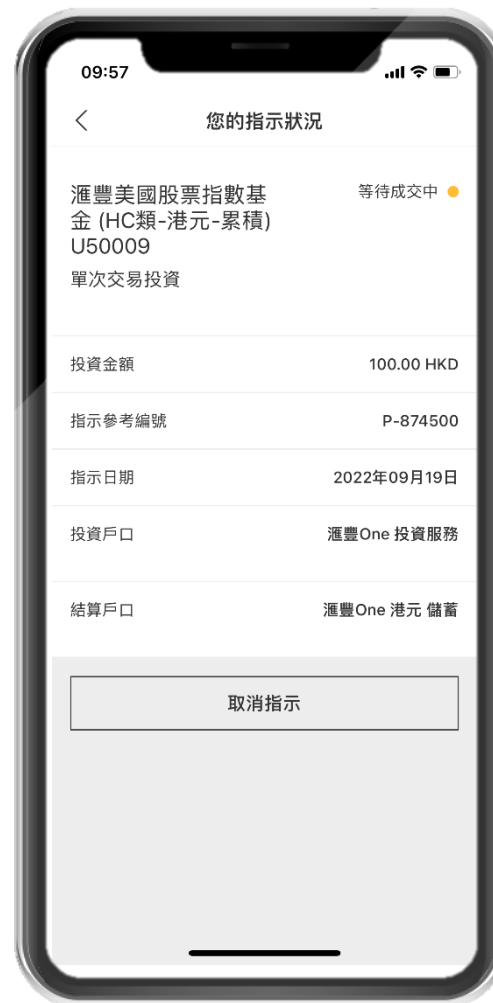 09:57
您的指示狀況
滙豐美國股票指數基
金 (HC類-港元-累積)
U50009
等待成交中
單次交易投資
投資金額 100.00 HKD
指示參考編號 P-874500
指示日期 2022年09月19日
投資戶口 滙豐One 投資服務
結算戶口 滙豐One 港元 儲蓄
取消指示